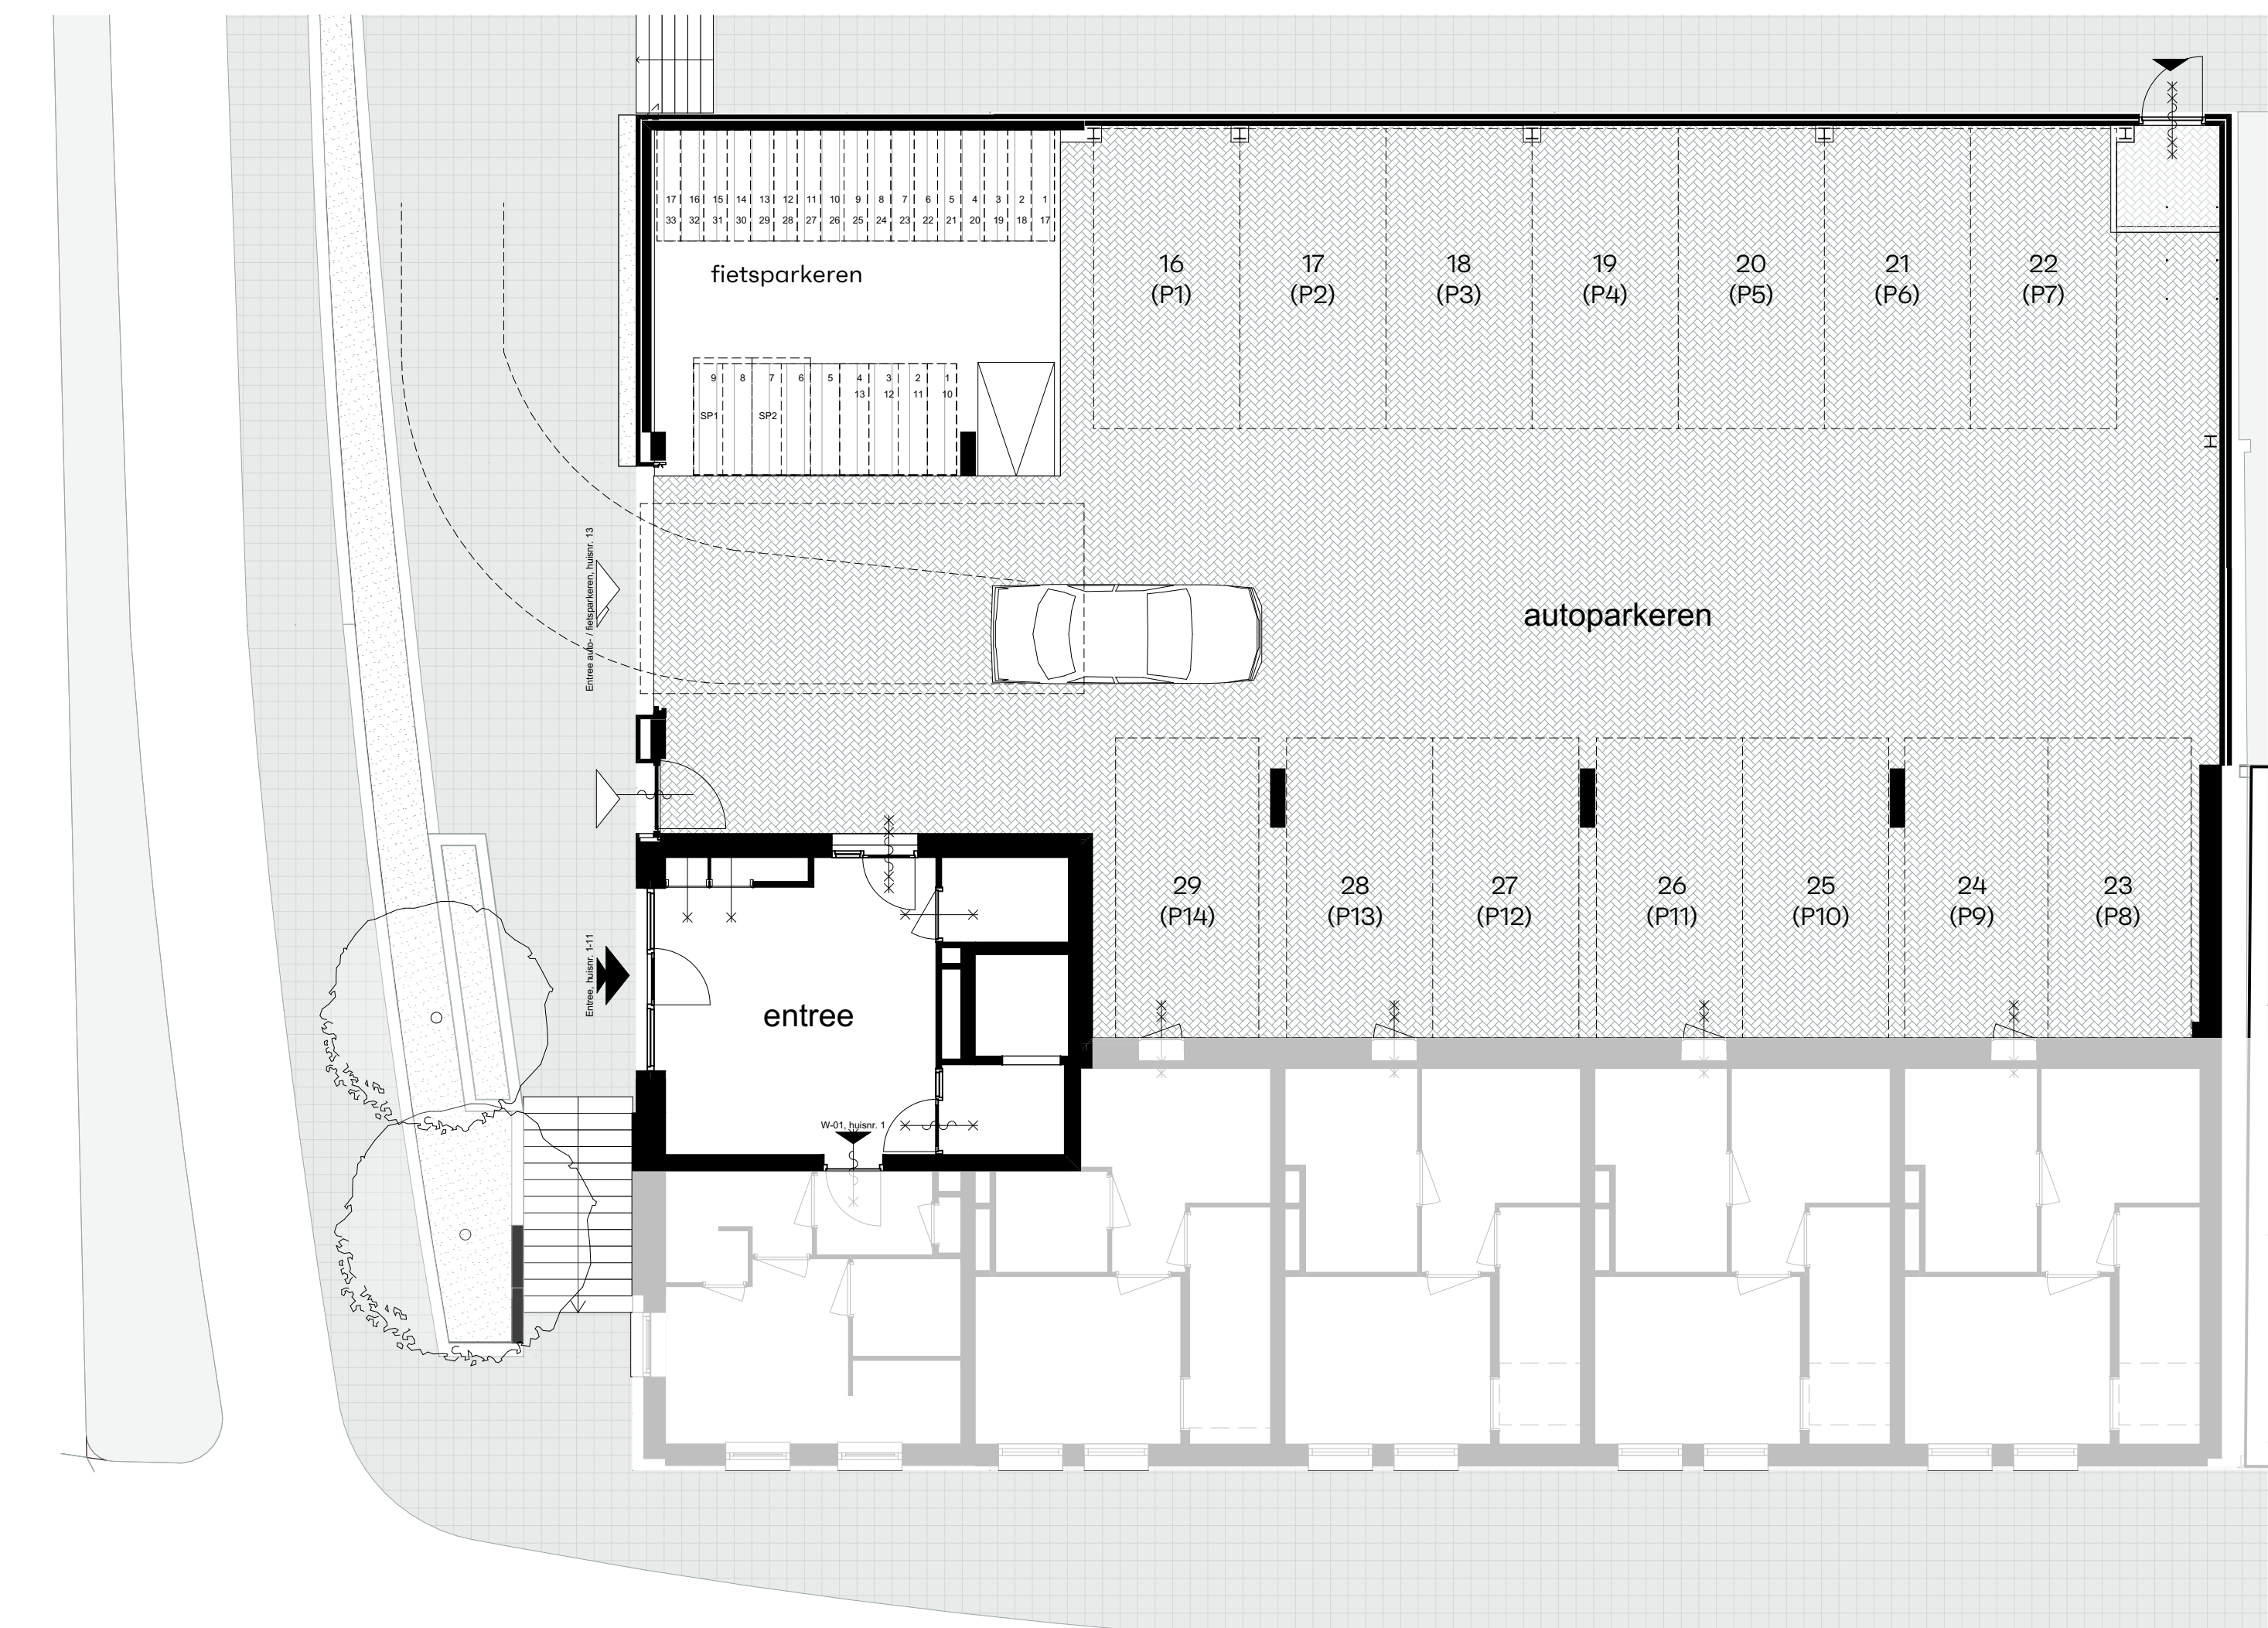 17 16 15 14 13 12 11 10 9 8 7 6 5 4 3 2 1
33 32 31 30 29 28 27 26 25 24 23 22 21 20 19 18 17
fietsparkeren
16 17 18 19 20 21 22
(P1) (P2) (P3) (P4) (P5) (P6) (P7)
9 8 7 6 5 4 3 2 1
13 12 11 10
SP1 SP2
Entree auto- / fietsparkeren, huisnr. 13
autoparkeren
29 28 27 26 25 24 23
(P14) (P13) (P12) (P11) (P10) (P9) (P8)
Entree, huisnr. 1-11
entree
W-01, huisnr. 1